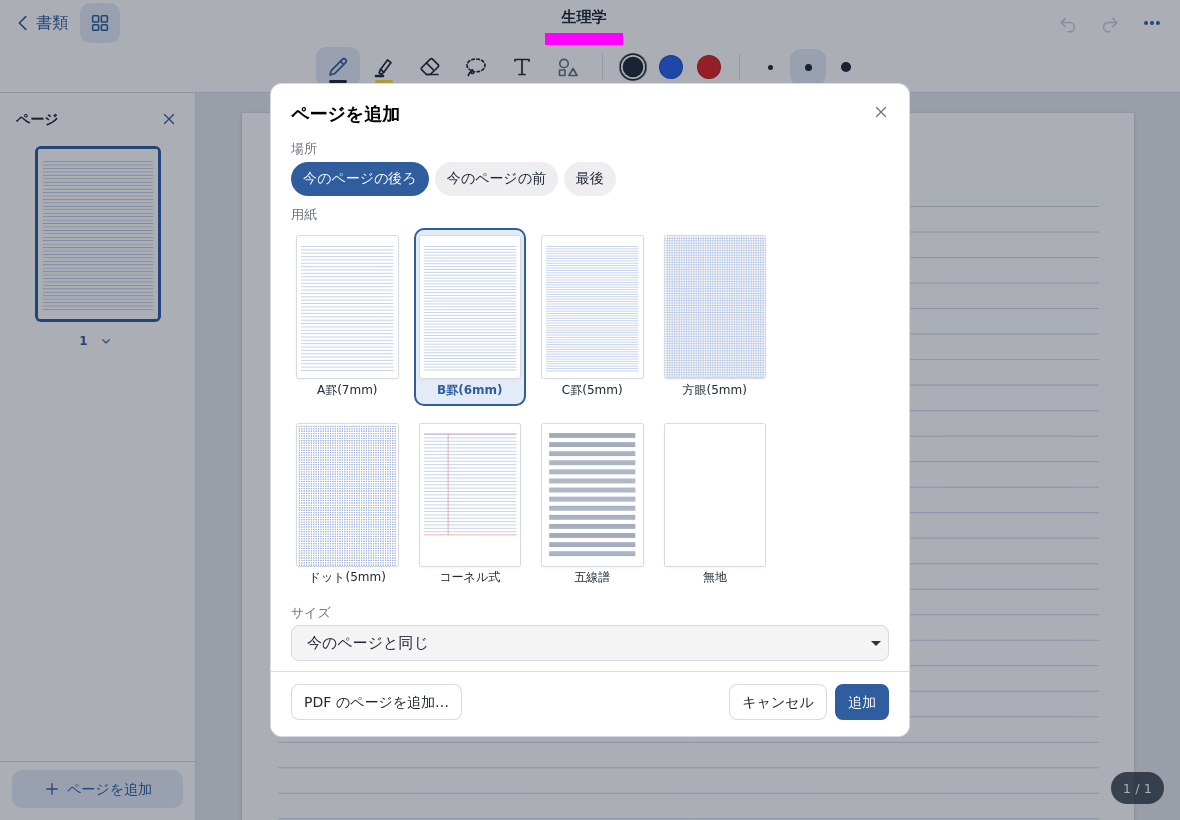 書類
生理学
T
ページ
1
ページを追加
ページを追加
場所
今のページの後ろ
今のページの前
最後
用紙
A罫(7mm)
B罫(6mm)
C罫(5mm)
方眼(5mm)
ドット(5mm)
コーネル式
五線譜
無地
サイズ
今のページと同じ
PDF のページを追加…
キャンセル
追加
1 / 1